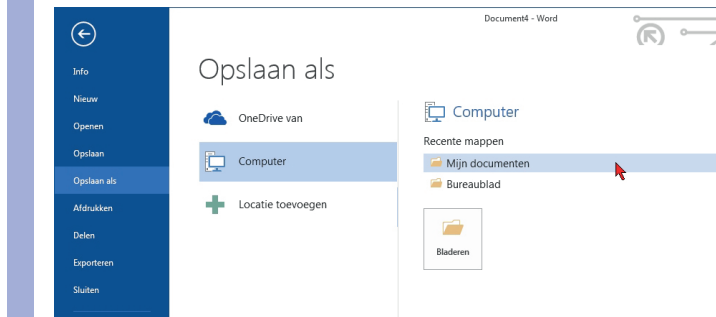 Document4 - Word
Info
Nieuw
Openen
Opslaan
Opslaan als
Afdrukken
Delen
Exporteren
Sluiten
Opslaan als
OneDrive van
Computer
Locatie toevoegen
Computer
Recente mappen
Mijn documenten
Bureaublad
Bladeren